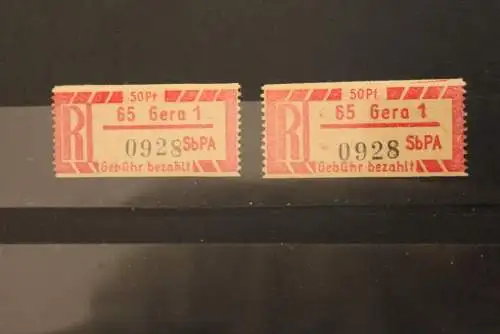 50Pf
R
65 Gera 1
0928 SbPA
Gebühr bezahlt
50Pf
R
65 Gera 1
0928 SbPA
Gebühr bezahlt